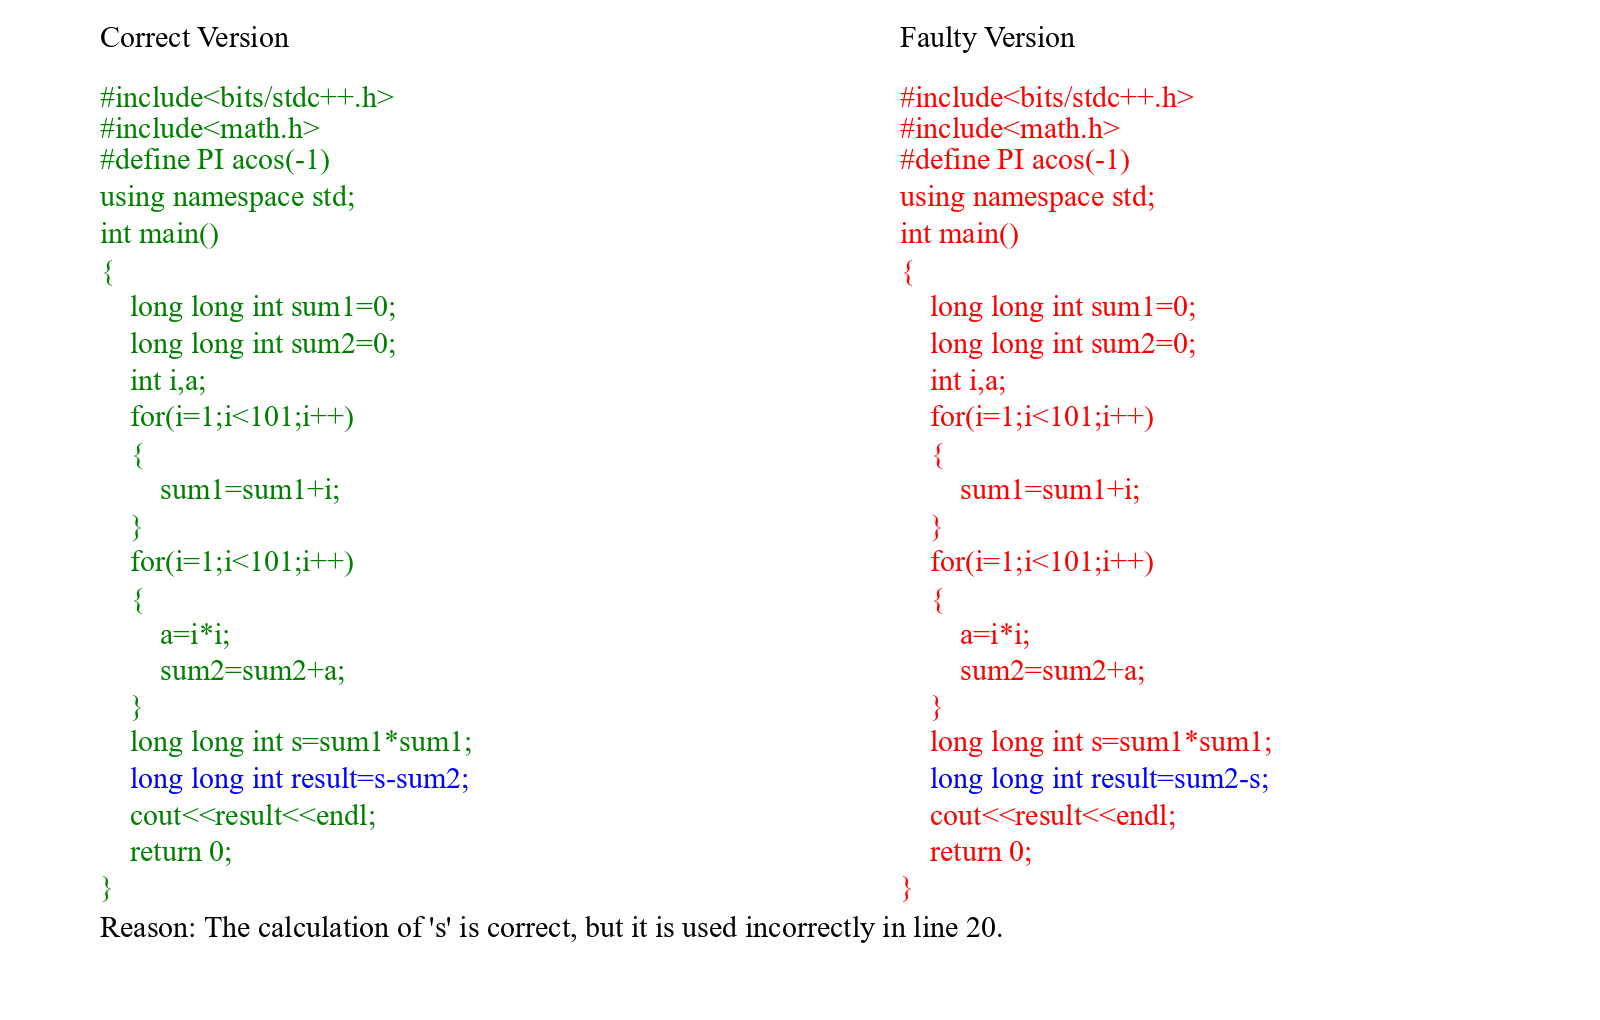 Correct Version
#include<bits/stdc++.h>
#include<math.h>
#define PI acos(-1)
using namespace std;
int main()
{
long long int sum1=0;
long long int sum2=0;
int i,a;
for(i=1;i<101;i++)
{
sum1=sum1+i;
}
for(i=1;i<101;i++)
{
a=i*i;
sum2=sum2+a;
}
long long int s=sum1*sum1;
long long int result=s-sum2;
cout<<result<<endl;
return 0;
}
Faulty Version
#include<bits/stdc++.h>
#include<math.h>
#define PI acos(-1)
using namespace std;
int main()
{
long long int sum1=0;
long long int sum2=0;
int i,a;
for(i=1;i<101;i++)
{
sum1=sum1+i;
}
for(i=1;i<101;i++)
{
a=i*i;
sum2=sum2+a;
}
long long int s=sum1*sum1;
long long int result=sum2-s;
cout<<result<<endl;
return 0;
}
Reason: The calculation of 's' is correct, but it is used incorrectly in line 20.